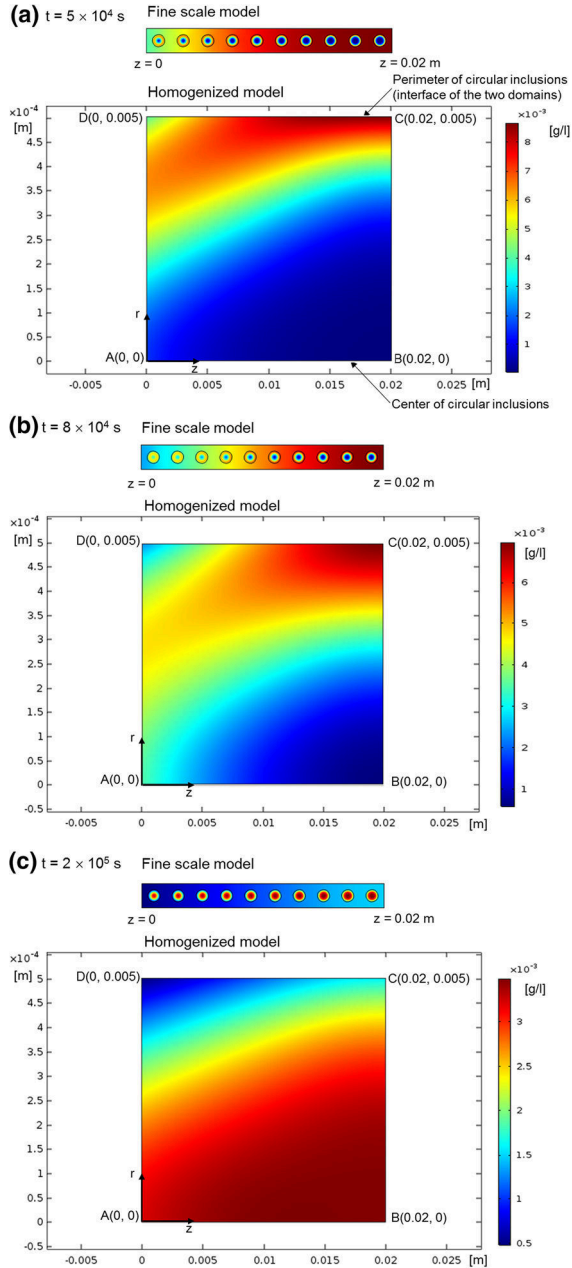 (a) t = 5 × 10⁴ s Fine scale model
z = 0 z = 0.02 m
Perimeter of circular inclusions
(interface of the two domains)
Homogenized model
×10⁻⁴
[m]
D(0, 0.005) C(0.02, 0.005)
[g/l] ×10⁻³
5
4.5
4
3.5
3
2.5
2
1.5
1
0.5
0
8
7
6
5
4
3
2
1
r
A(0, 0) z B(0.02, 0)
-0.005 0 0.005 0.01 0.015 0.02 0.025 [m]
Center of circular inclusions
(b) t = 8 × 10⁴ s Fine scale model
z = 0 z = 0.02 m
Homogenized model
×10⁻⁴
[m]
D(0, 0.005) C(0.02, 0.005)
×10⁻³
[g/l]
5
4.5
4
3.5
3
2.5
2
1.5
1
0.5
0
-0.5
6
5
4
3
2
1
r
A(0, 0) z B(0.02, 0)
-0.005 0 0.005 0.01 0.015 0.02 0.025 [m]
(c) t = 2 × 10⁵ s Fine scale model
z = 0 z = 0.02 m
Homogenized model
×10⁻⁴
[m]
D(0, 0.005) C(0.02, 0.005)
×10⁻³
[g/l]
5
4.5
4
3.5
3
2.5
2
1.5
1
0.5
0
-0.5
3
2.5
2
1.5
1
0.5
r
A(0, 0) z B(0.02, 0)
-0.005 0 0.005 0.01 0.015 0.02 0.025
[m]